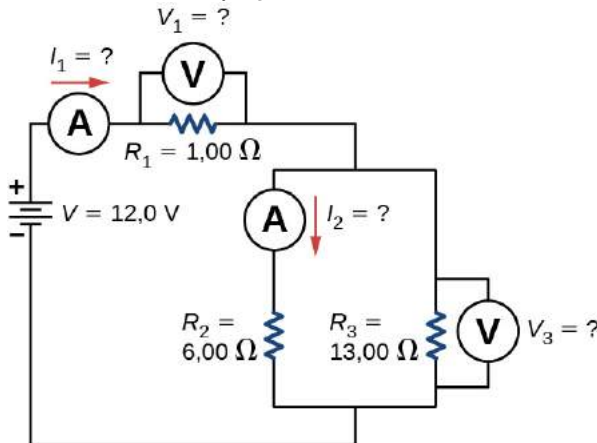 V₁ = ?
I₁ = ?
A
V
R₁ = 1,00 Ω
+
V = 12,0 V
−
A
I₂ = ?
R₂ =
6,00 Ω
R₃ =
13,00 Ω
V
V₃ = ?